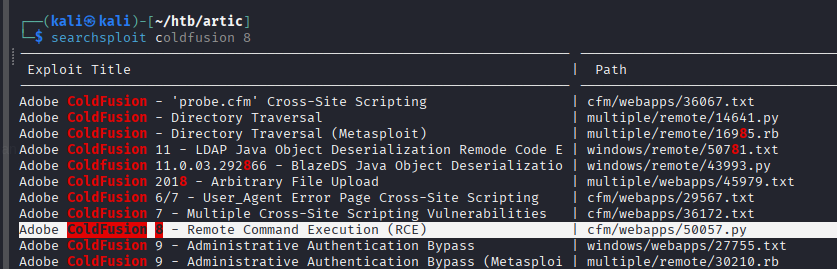 ┌──(kali㉿kali)-[~/htb/artic]
└─$ searchsploit coldfusion 8
Exploit Title | Path
Adobe ColdFusion - 'probe.cfm' Cross-Site Scripting | cfm/webapps/36067.txt
Adobe ColdFusion - Directory Traversal | multiple/remote/14641.py
Adobe ColdFusion - Directory Traversal (Metasploit) | multiple/remote/16985.rb
Adobe ColdFusion 11 - LDAP Java Object Deserialization Remode Code E | windows/remote/50781.txt
Adobe ColdFusion 11.0.03.292866 - BlazeDS Java Object Deserializatio | windows/remote/43993.py
Adobe ColdFusion 2018 - Arbitrary File Upload | multiple/webapps/45979.txt
Adobe ColdFusion 6/7 - User_Agent Error Page Cross-Site Scripting | cfm/webapps/29567.txt
Adobe ColdFusion 7 - Multiple Cross-Site Scripting Vulnerabilities | cfm/webapps/36172.txt
Adobe ColdFusion 8 - Remote Command Execution (RCE) | cfm/webapps/50057.py
Adobe ColdFusion 9 - Administrative Authentication Bypass | windows/webapps/27755.txt
Adobe ColdFusion 9 - Administrative Authentication Bypass (Metasploi | multiple/remote/30210.rb